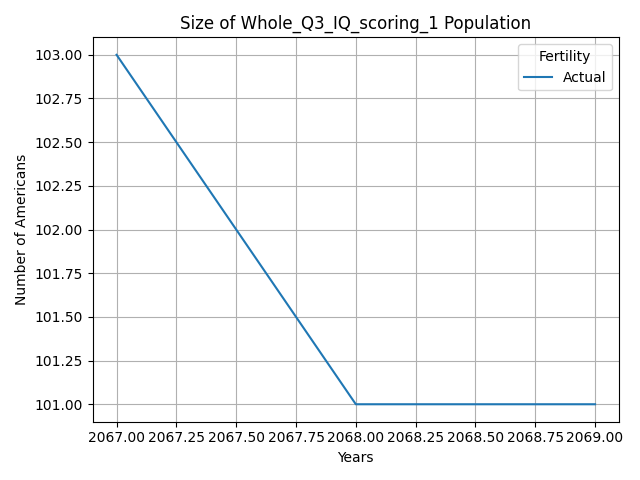 Size of Whole_Q3_IQ_scoring_1 Population
Fertility
Actual
Number of Americans
103.00
102.75
102.50
102.25
102.00
101.75
101.50
101.25
101.00
2067.00 2067.25 2067.50 2067.75 2068.00 2068.25 2068.50 2068.75 2069.00
Years